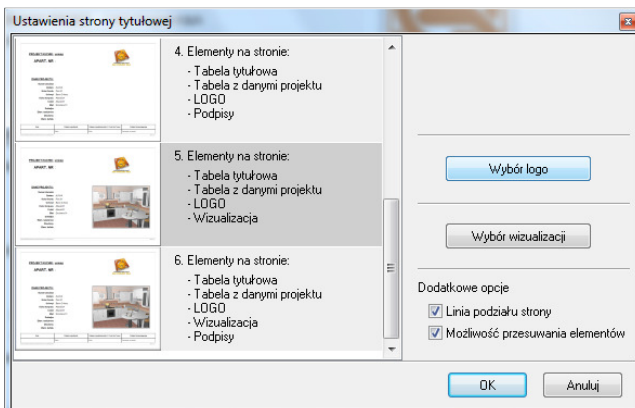 Ustawienia strony tytułowej
4. Elementy na stronie:
- Tabela tytułowa
- Tabela z danymi projektu
- LOGO
- Podpisy
5. Elementy na stronie:
- Tabela tytułowa
- Tabela z danymi projektu
- LOGO
- Wizualizacja
6. Elementy na stronie:
- Tabela tytułowa
- Tabela z danymi projektu
- LOGO
- Wizualizacja
- Podpisy
Wybór logo
Wybór wizualizacji
Dodatkowe opcje
Linia podziału strony
Możliwość przesuwania elementów
OK
Anuluj